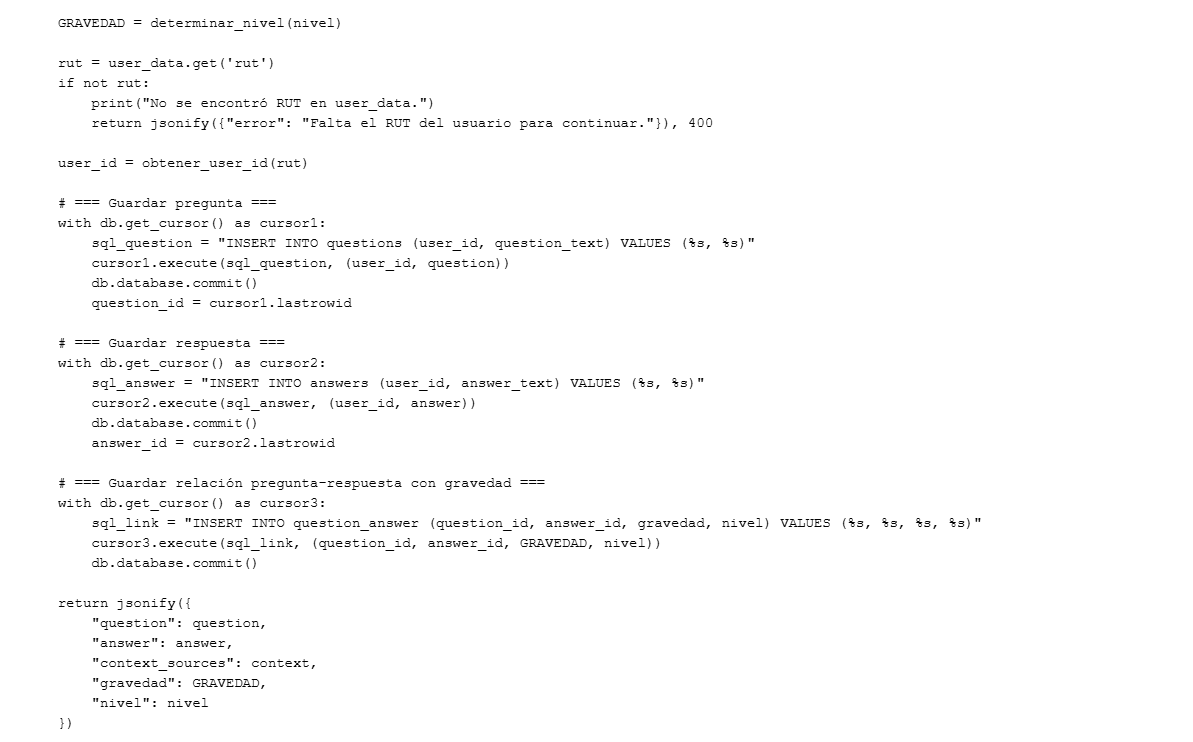 GRAVEDAD = determinar_nivel(nivel)

rut = user_data.get('rut')
if not rut:
    print("No se encontró RUT en user_data.")
    return jsonify({"error": "Falta el RUT del usuario para continuar."}), 400

user_id = obtener_user_id(rut)

# === Guardar pregunta ===
with db.get_cursor() as cursor1:
    sql_question = "INSERT INTO questions (user_id, question_text) VALUES (%s, %s)"
    cursor1.execute(sql_question, (user_id, question))
    db.database.commit()
    question_id = cursor1.lastrowid

# === Guardar respuesta ===
with db.get_cursor() as cursor2:
    sql_answer = "INSERT INTO answers (user_id, answer_text) VALUES (%s, %s)"
    cursor2.execute(sql_answer, (user_id, answer))
    db.database.commit()
    answer_id = cursor2.lastrowid

# === Guardar relación pregunta-respuesta con gravedad ===
with db.get_cursor() as cursor3:
    sql_link = "INSERT INTO question_answer (question_id, answer_id, gravedad, nivel) VALUES (%s, %s, %s, %s)"
    cursor3.execute(sql_link, (question_id, answer_id, GRAVEDAD, nivel))
    db.database.commit()

return jsonify({
    "question": question,
    "answer": answer,
    "context_sources": context,
    "gravedad": GRAVEDAD,
    "nivel": nivel
})